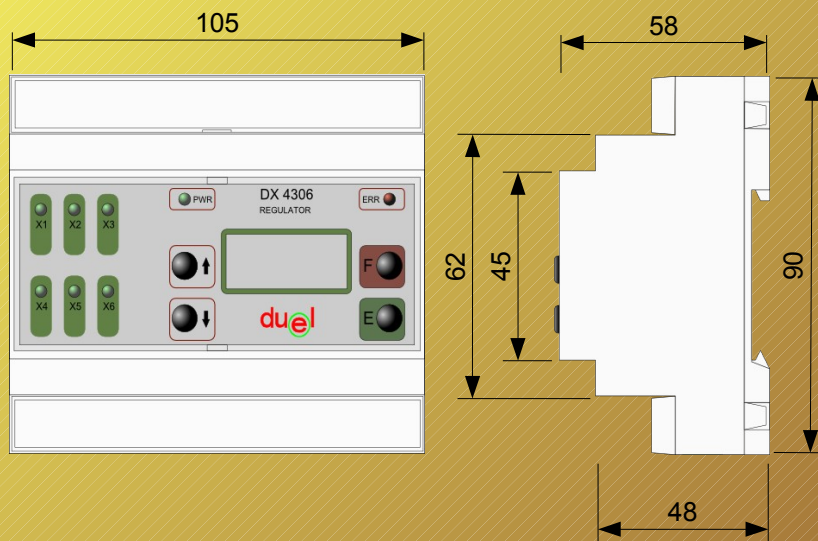 105
58
PWR
DX 4306
REGULATOR
ERR
X1 X2 X3
F
X4 X5 X6
duel
E
62
45
90
48